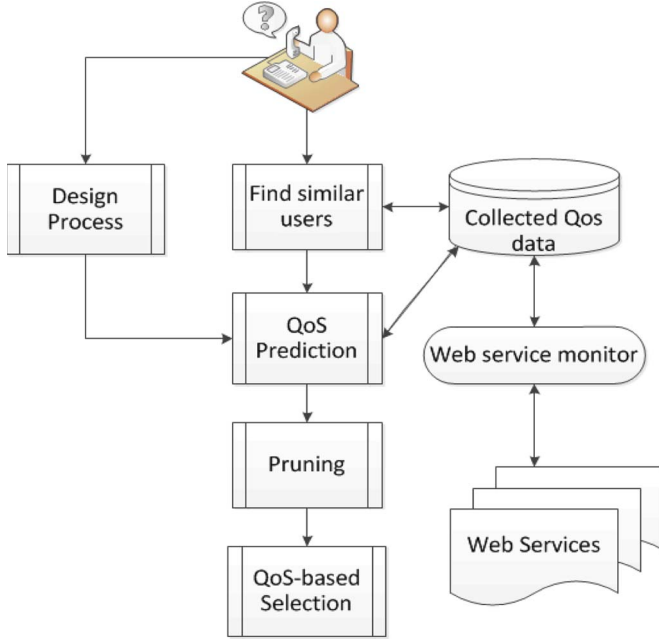 ?
Design
Process
Find similar
users
Collected Qos
data
QoS
Prediction
Web service monitor
Pruning
Web Services
QoS-based
Selection